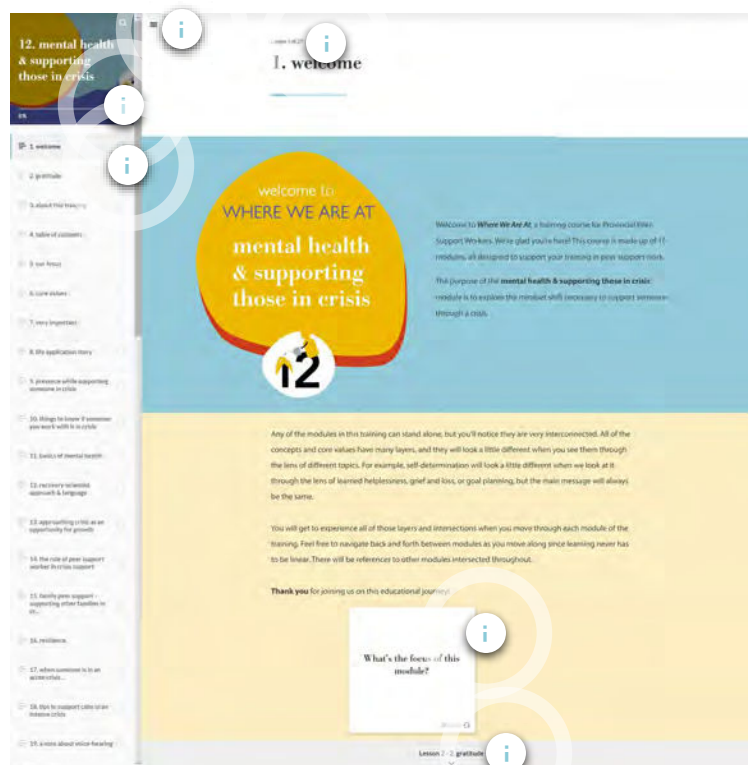 12. mental health
& supporting
those in crisis
0%
1. welcome
2. gratitude
3. about this training
4. table of contents
5. our focus
6. core values
7. very important
8. life application story
9. presence while supporting
someone in crisis
10. things to know if someone
you work with is in crisis
11. basics of mental health
12. recovery-oriented
approach & language
13. approaching crisis as an
opportunity for growth
14. the role of peer support
worker in crisis support
15. family peer support -
supporting other families in
cr...
16. resilience
17. when someone is in an
acute crisis...
18. tips to support calm in an
intense crisis
19. a note about voice-hearing
1. welcome
welcome to
WHERE WE ARE AT
mental health
& supporting
those in crisis
12
Welcome to Where We Are At, a training course for Provincial Peer
Support Workers. We're glad you're here! This course is made up of
modules, all designed to support your training in peer support work.
The purpose of the mental health & supporting those in crisis
module is to explore the mindset shift necessary to support someone
through a crisis.
Any of the modules in this training can stand alone, but you'll notice they are very interconnected. All of the
concepts and core values have many layers, and they will look a little different when you see them through
the lens of different topics. For example, self-determination will look a little different when we look at it
through the lens of learned helplessness, grief and loss, or goal planning, but the main message will always
be the same.
You will get to experience all of those layers and intersections when you move through each module of the
training. Feel free to navigate back and forth between modules as you move along since learning never has
to be linear. There will be references to other modules intersected throughout.
Thank you for joining us on this educational journey!
What's the focus of this
module?
Lesson 2 - 2. gratitude
i
i
i
i
i
i